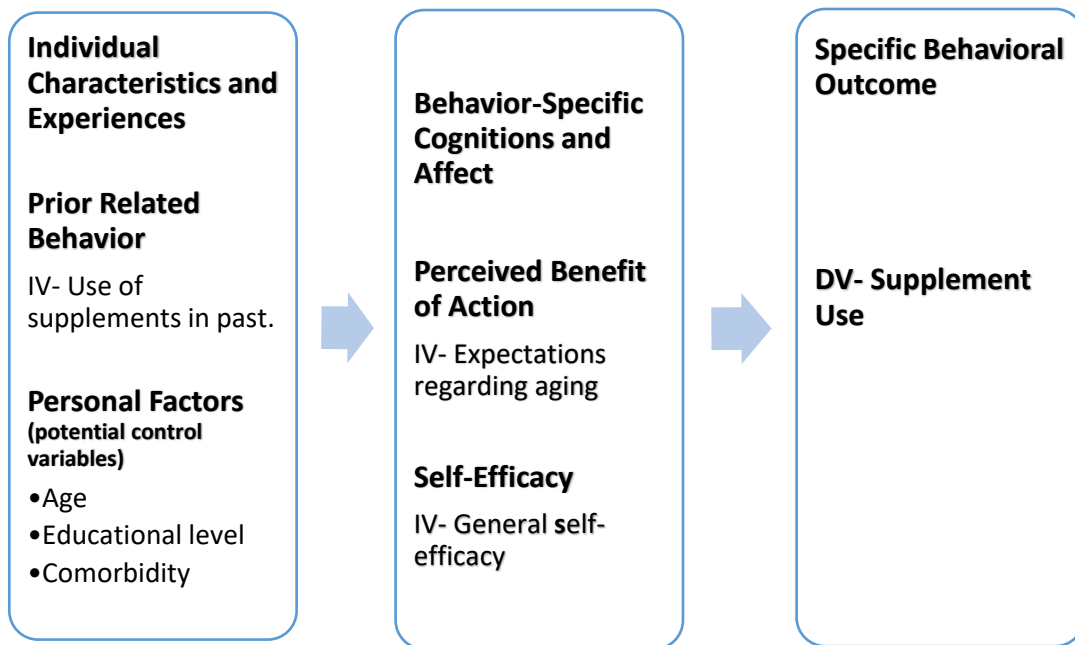 Individual
Characteristics and
Experiences
Prior Related
Behavior
IV- Use of
supplements in past.
Personal Factors
(potential control
variables)
•Age
•Educational level
•Comorbidity
Behavior-Specific
Cognitions and
Affect
Perceived Benefit
of Action
IV- Expectations
regarding aging
Self-Efficacy
IV- General self-
efficacy
Specific Behavioral
Outcome
DV- Supplement
Use